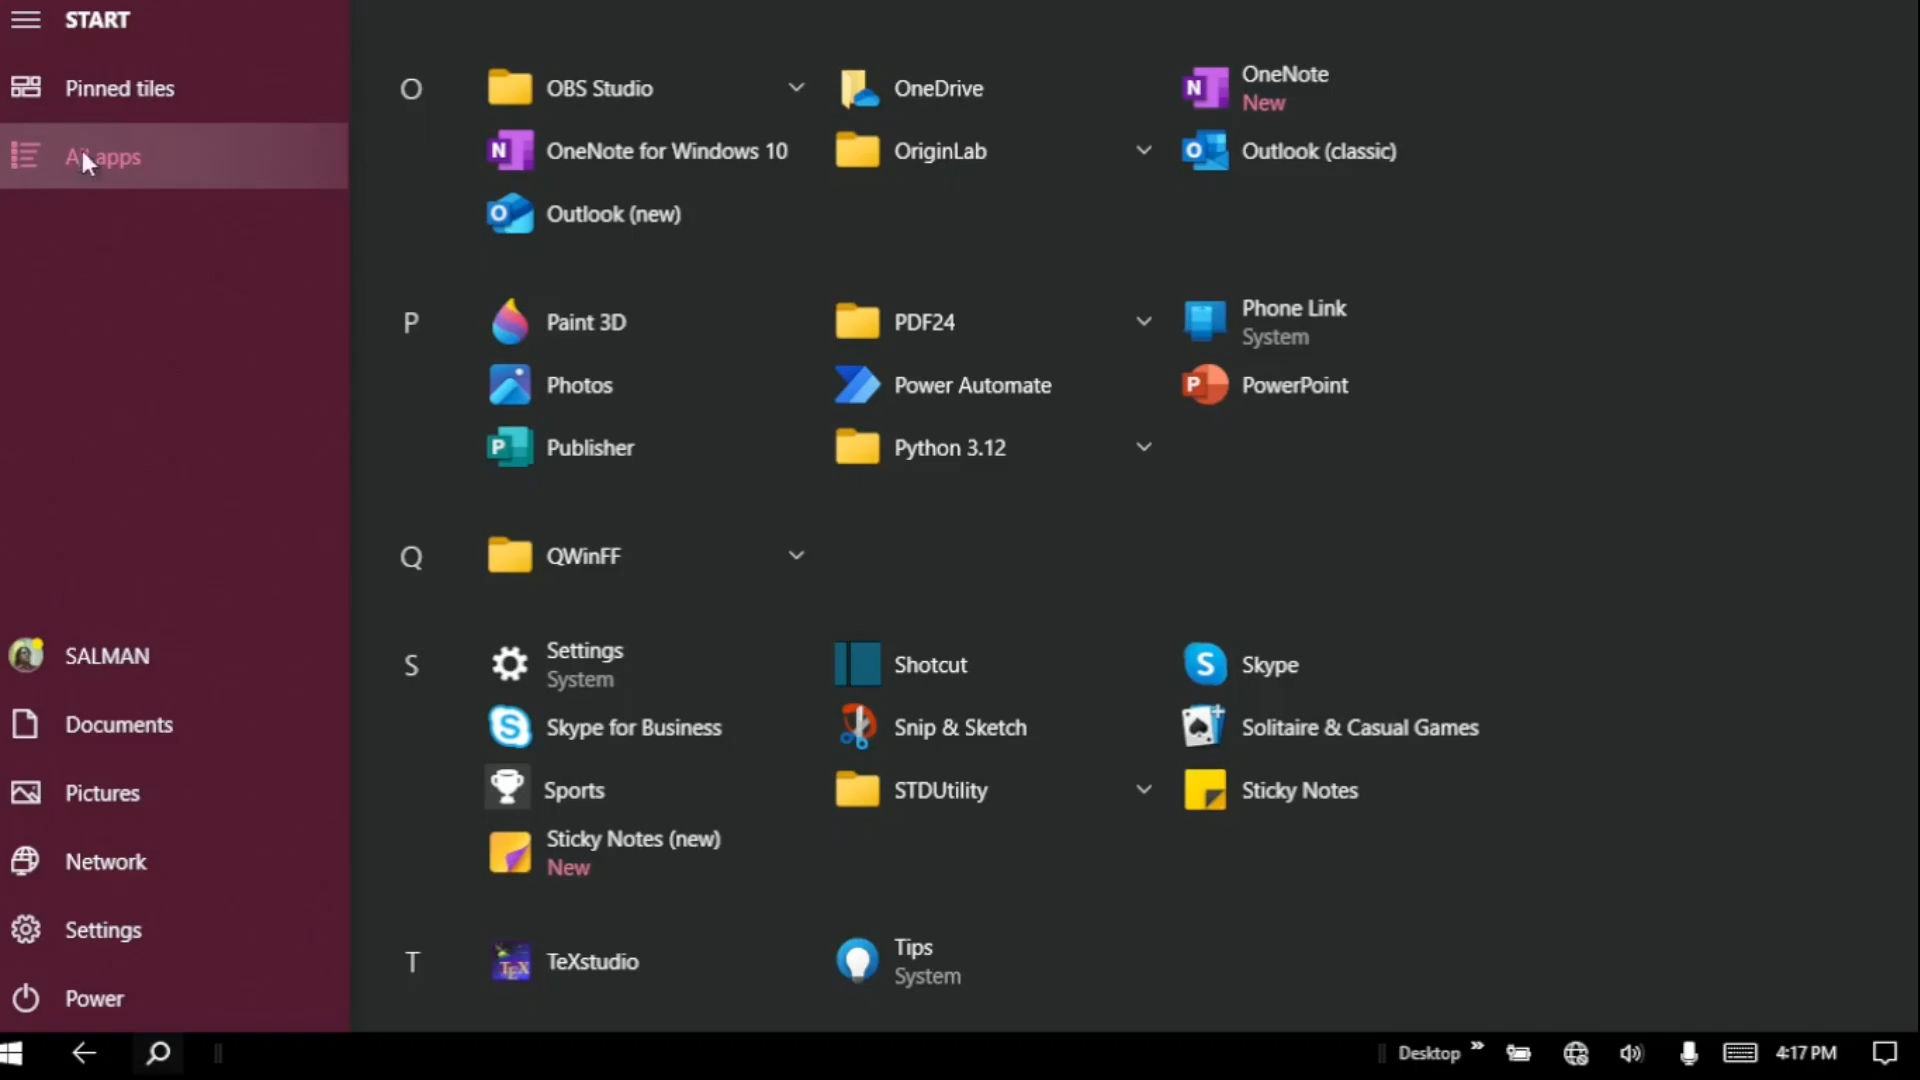 START
Pinned tiles
All apps
SALMAN
Documents
Pictures
Network
Settings
Power
O
OBS Studio
OneDrive
OneNote
New
OneNote for Windows 10
OriginLab
Outlook (classic)
Outlook (new)
P
Paint 3D
PDF24
Phone Link
System
Photos
Power Automate
PowerPoint
Publisher
Python 3.12
Q
QWinFF
S
Settings
System
Shotcut
Skype
Skype for Business
Snip & Sketch
Solitaire & Casual Games
Sports
STDUtility
Sticky Notes
Sticky Notes (new)
New
T
TeXstudio
Tips
System
Desktop
4:17 PM